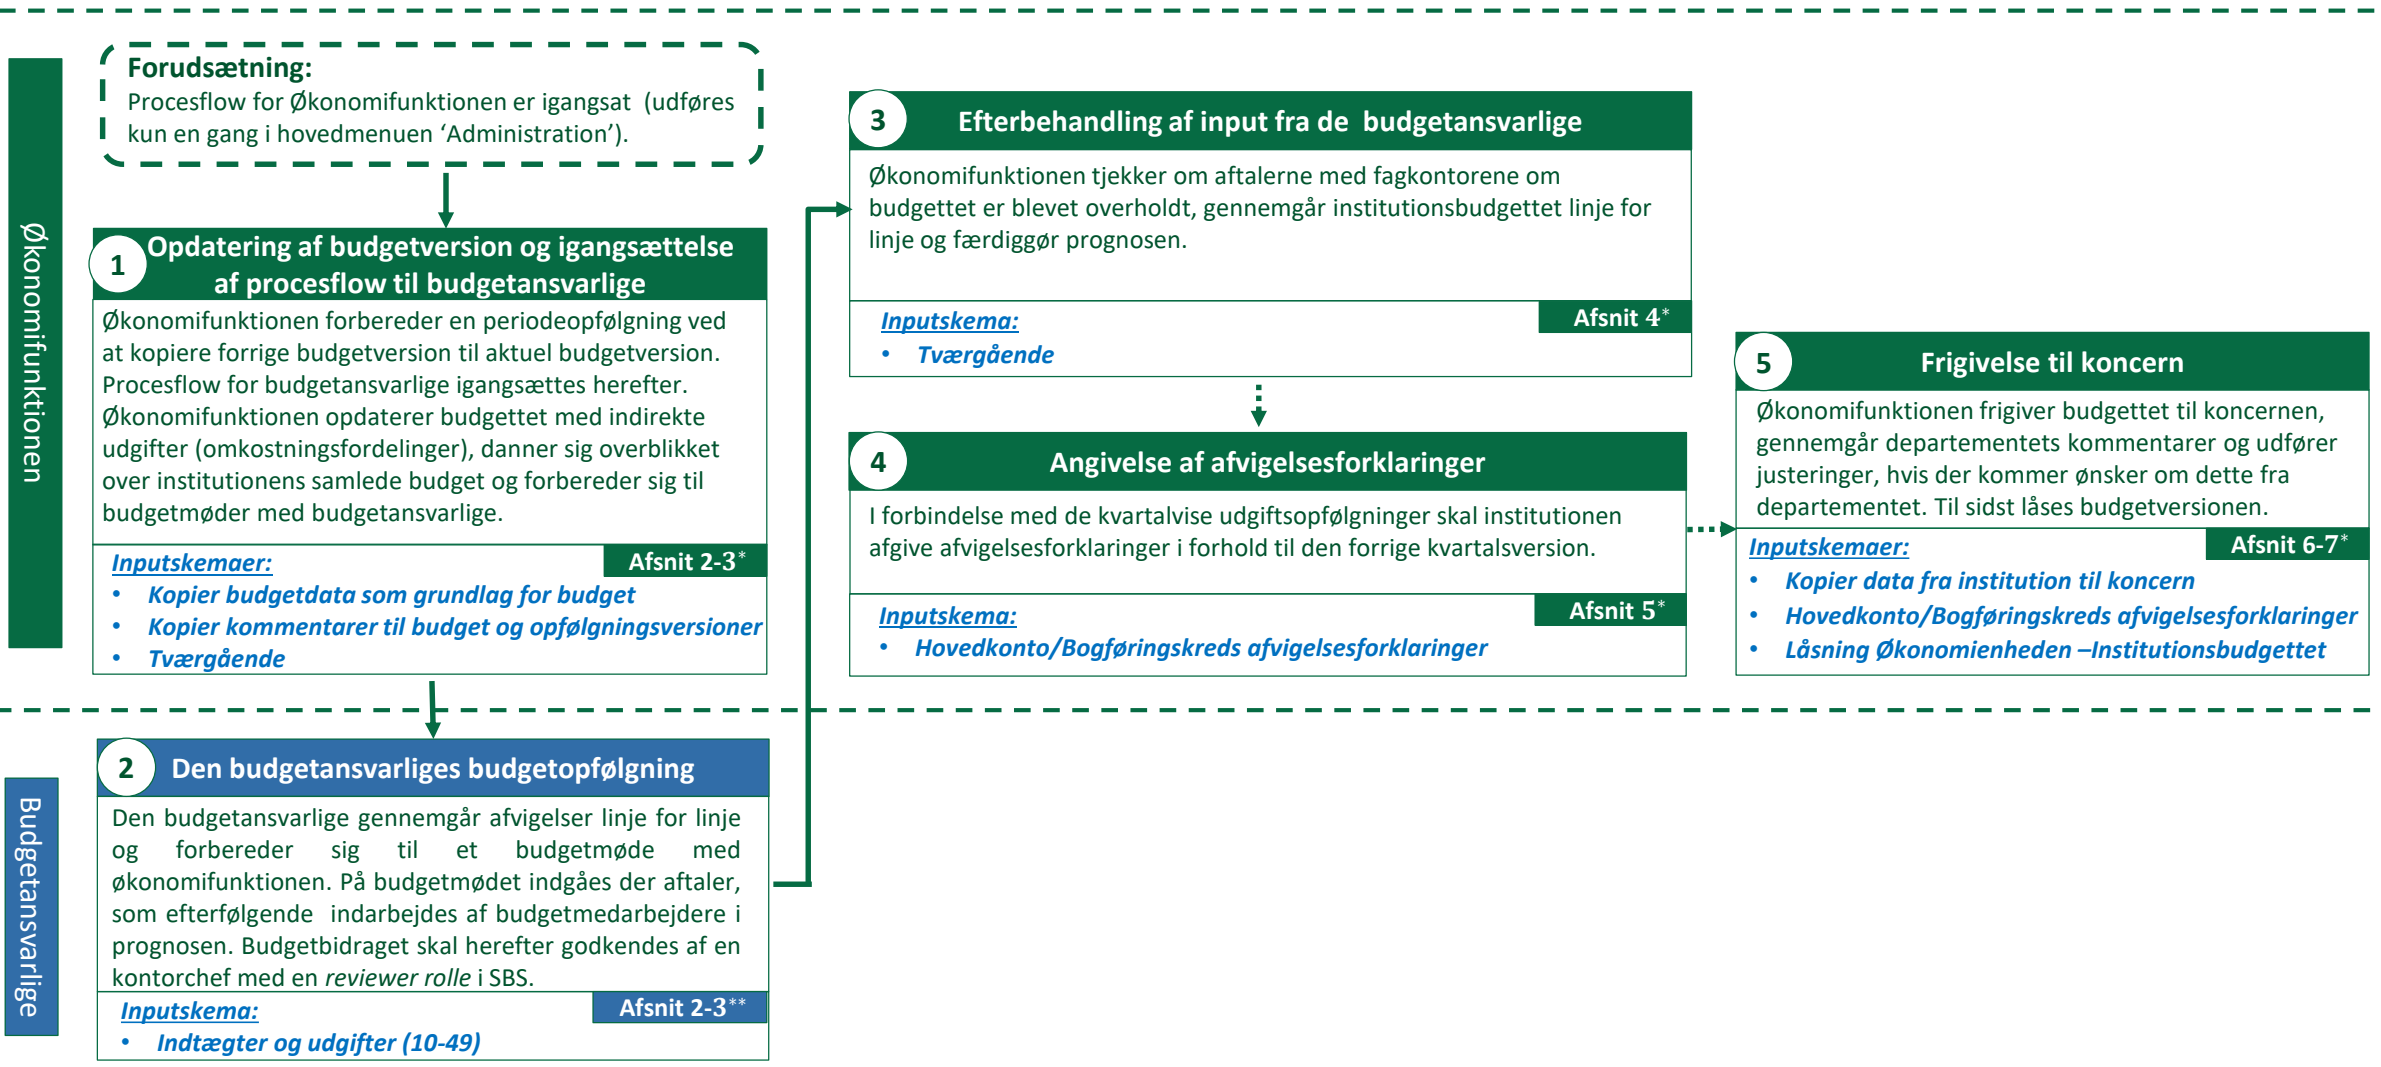 Økonomifunktionen
Forudsætning:
Procesflow for Økonomifunktionen er igangsat (udføres
kun en gang i hovedmenuen ‘Administration’).
1
Opdatering af budgetversion og igangsættelse
af procesflow til budgetansvarlige
Økonomifunktionen forbereder en periodeopfølgning ved
at kopiere forrige budgetversion til aktuel budgetversion.
Procesflow for budgetansvarlige igangsættes herefter.
Økonomifunktionen opdaterer budgettet med indirekte
udgifter (omkostningsfordelinger), danner sig overblikket
over institutionens samlede budget og forbereder sig til
budgetmøder med budgetansvarlige.
Inputskemaer:
Afsnit 2-3*
• Kopier budgetdata som grundlag for budget
• Kopier kommentarer til budget og opfølgningsversioner
• Tværgående
Budgetansvarlige
2
Den budgetansvarliges budgetopfølgning
Den budgetansvarlige gennemgår afvigelser linje for linje
og forbereder sig til et budgetmøde med
økonomifunktionen. På budgetmødet indgåes der aftaler,
som efterfølgende indarbejdes af budgetmedarbejdere i
prognosen. Budgetbidraget skal herefter godkendes af en
kontorchef med en reviewer rolle i SBS.
Inputskema:
Afsnit 2-3**
• Indtægter og udgifter (10-49)
3
Efterbehandling af input fra de budgetansvarlige
Økonomifunktionen tjekker om aftalerne med fagkontorene om
budgettet er blevet overholdt, gennemgår institutionsbudgettet linje for
linje og færdiggør prognosen.
Inputskema:
Afsnit 4*
• Tværgående
4
Angivelse af afvigelsesforklaringer
I forbindelse med de kvartalvise udgiftsopfølgninger skal institutionen
afgive afvigelsesforklaringer i forhold til den forrige kvartalsversion.
Inputskema:
Afsnit 5*
• Hovedkonto/Bogføringskreds afvigelsesforklaringer
5
Frigivelse til koncern
Økonomifunktionen frigiver budgettet til koncernen,
gennemgår departementets kommentarer og udfører
justeringer, hvis der kommer ønsker om dette fra
departementet. Til sidst låses budgetversionen.
Inputskemaer:
Afsnit 6-7*
• Kopier data fra institution til koncern
• Hovedkonto/Bogføringskreds afvigelsesforklaringer
• Låsning Økonomienheden –Institutionsbudgettet